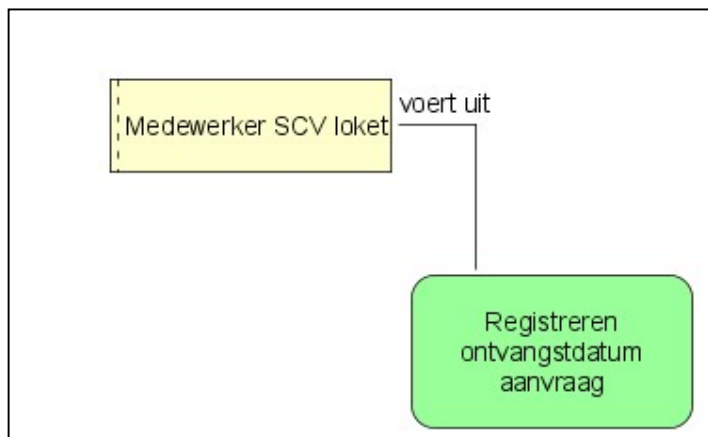 Medewerker SCV loket
voert uit
Registreren
ontvangstdatum
aanvraag